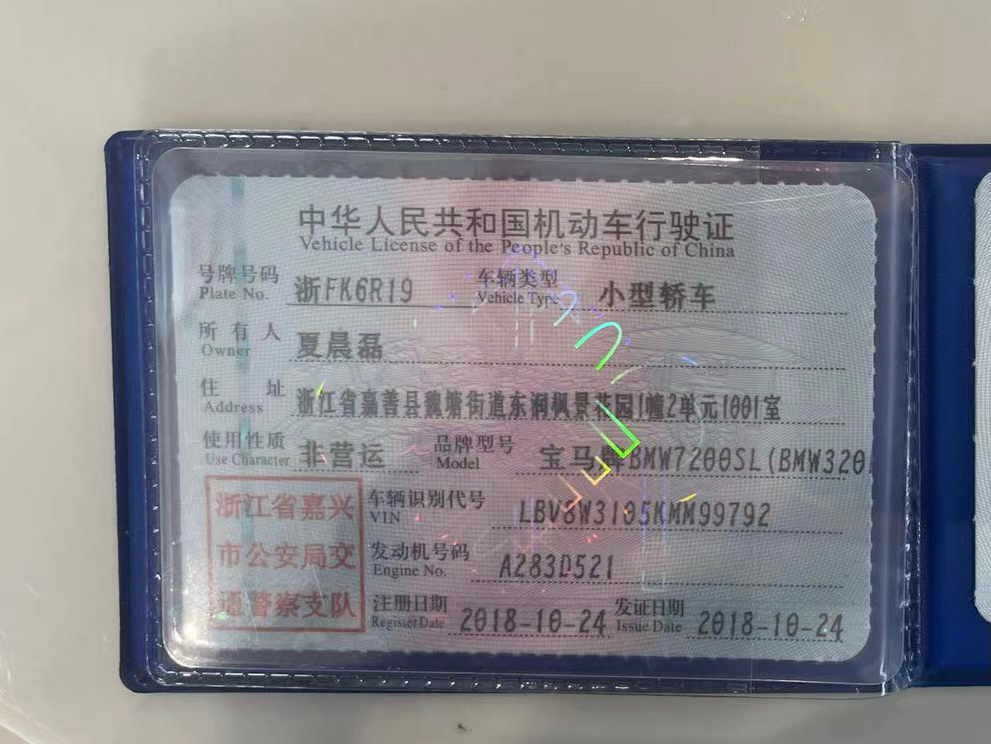 中华人民共和国机动车行驶证
Vehicle License of the People's Republic of China
号牌号码 浙FK6R19 车辆类型 小型轿车
Plate No. Vehicle Type
所有人 夏晨磊
Owner
住址 浙江省嘉善县魏塘街道东润枫景花园1幢2单元1001室
Address
使用性质 非营运 品牌型号 宝马牌BMW7200SL(BMW320
Use Character Model
浙江省嘉兴
市公安局交
通警察支队
车辆识别代号 LBV8W3105KMM99792
VIN
发动机号码 A283D521
Engine No.
注册日期 2018-10-24 发证日期 2018-10-24
Register Date Issue Date